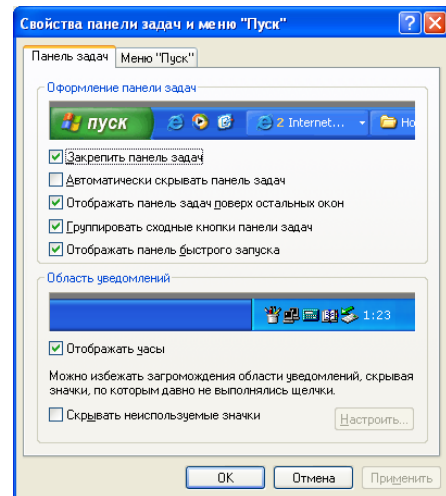 Свойства панели задач и меню "Пуск"
Панель задач Меню "Пуск"
Оформление панели задач
пуск 2 Internet... Но
Закрепить панель задач
Автоматически скрывать панель задач
Отображать панель задач поверх остальных окон
Группировать сходные кнопки панели задач
Отображать панель быстрого запуска
Область уведомлений
1:23
Отображать часы
Можно избежать загромождения области уведомлений, скрывая
значки, по которым давно не выполнялись щелчки.
Скрывать неиспользуемые значки Настроить...
OK Отмена Применить